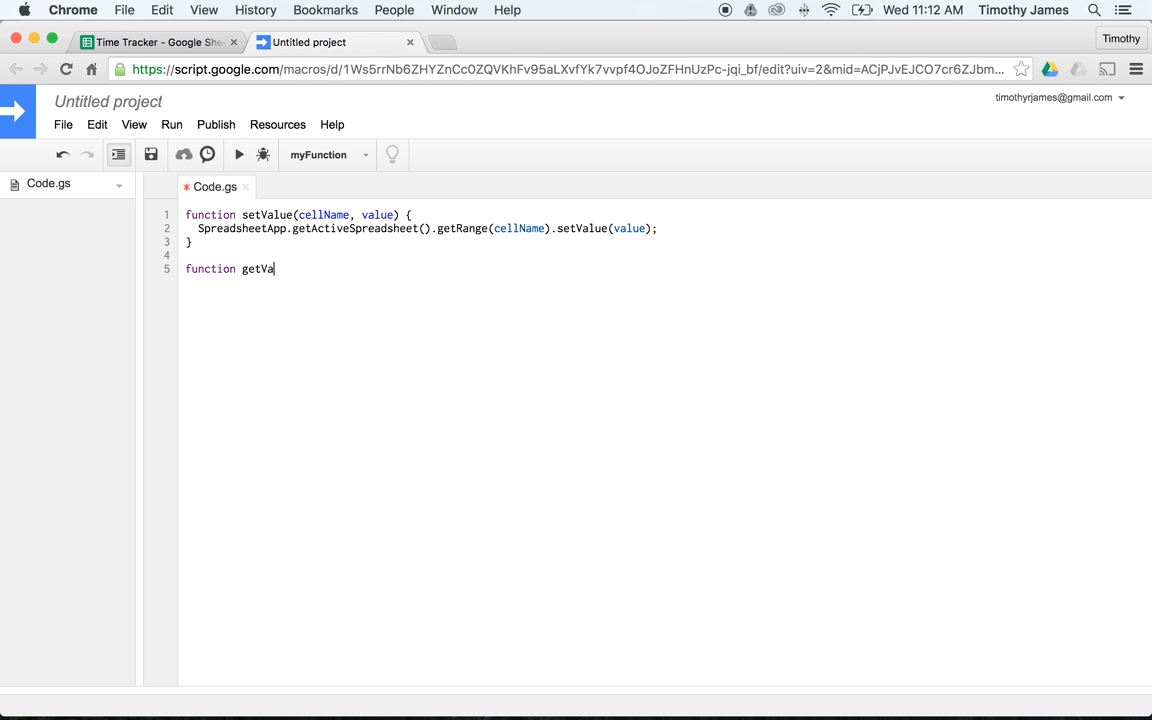 Chrome File Edit View History Bookmarks People Window Help Wed 11:12 AM Timothy James
Time Tracker - Google She Untitled project Timothy
https://script.google.com/macros/d/1Ws5rrNb6ZHYZnCc0ZQVKhFv95aLXvfYk7vvpf4OJoZFHnUzPc-jqi_bf/edit?uiv=2&mid=ACjPJvEJCO7cr6ZJbm...
Untitled project timothyrjames@gmail.com
File Edit View Run Publish Resources Help
myFunction
Code.gs * Code.gs
1 function setValue(cellName, value) {
2 SpreadsheetApp.getActiveSpreadsheet().getRange(cellName).setValue(value);
3 }
4
5 function getVa